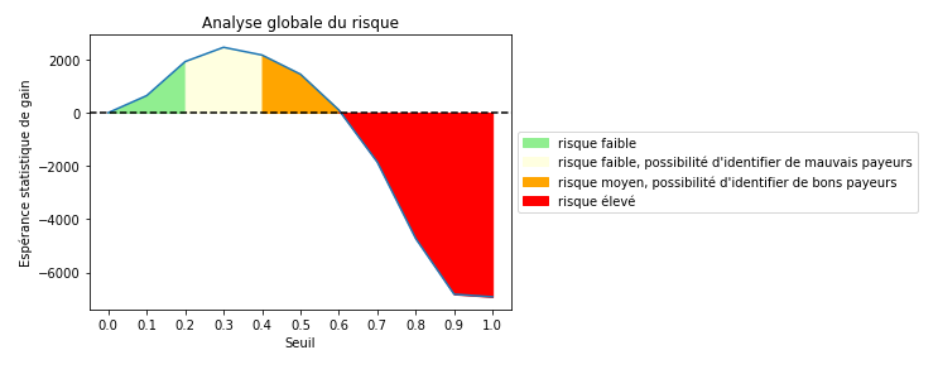 Analyse globale du risque
Espérance statistique de gain
2000
0
−2000
−4000
−6000
0.0 0.1 0.2 0.3 0.4 0.5 0.6 0.7 0.8 0.9 1.0
Seuil
risque faible
risque faible, possibilité d'identifier de mauvais payeurs
risque moyen, possibilité d'identifier de bons payeurs
risque élevé